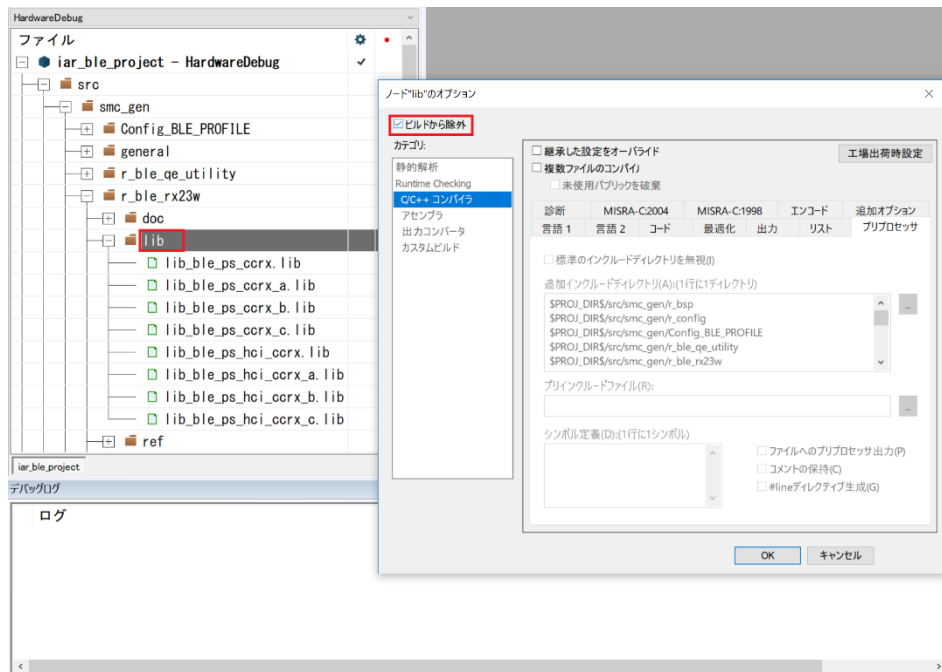 HardwareDebug
ファイル
iar_ble_project - HardwareDebug
src
smc_gen
Config_BLE_PROFILE
general
r_ble_qe_utility
r_ble_rx23w
doc
lib
lib_ble_ps_ccrx.lib
lib_ble_ps_ccrx_a.lib
lib_ble_ps_ccrx_b.lib
lib_ble_ps_ccrx_c.lib
lib_ble_ps_hci_ccrx.lib
lib_ble_ps_hci_ccrx_a.lib
lib_ble_ps_hci_ccrx_b.lib
lib_ble_ps_hci_ccrx_c.lib
ref
iar_ble_project
デバッグログ
ログ
ノード"lib"のオプション
ビルドから除外
カテゴリ:
静的解析
Runtime Checking
C/C++ コンパイラ
アセンブラ
出力コンバータ
カスタムビルド
継承した設定をオーバライド
工場出荷時設定
複数ファイルのコンパイ
未使用パブリックを破棄
診断 MISRA-C:2004 MISRA-C:1998 エンコード 追加オプション
言語 1 言語 2 コード 最適化 出力 リスト プリプロセッサ
標準のインクルードディレクトリを無視(I)
追加インクルードディレクトリ(A):(1行に1ディレクトリ)
$PROJ_DIR$/src/smc_gen/r_bsp
$PROJ_DIR$/src/smc_gen/r_config
$PROJ_DIR$/src/smc_gen/Config_BLE_PROFILE
$PROJ_DIR$/src/smc_gen/r_ble_qe_utility
$PROJ_DIR$/src/smc_gen/r_ble_rx23w
...
プリインクルードファイル(R):
...
シンボル定義(D):(1行に1シンボル)
ファイルへのプリプロセッサ出力(P)
コメントの保持(C)
#lineディレクティブ生成(G)
OK
キャンセル